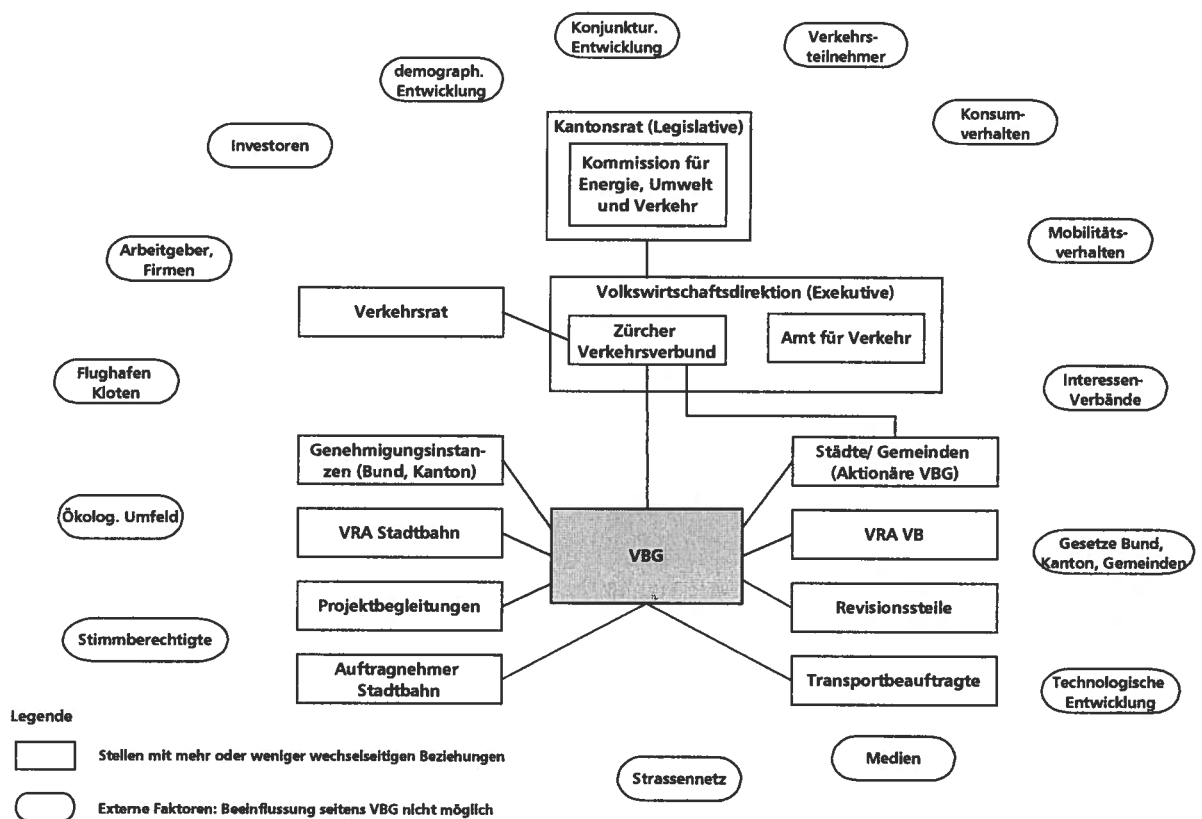 Konjunktur.
Entwicklung
Verkehrs-
teilnehmer
demograph.
Entwicklung
Konsum-
verhalten
Investoren
Kantonsrat (Legislative)
Kommission für
Energie, Umwelt
und Verkehr
Mobilitäts-
verhalten
Arbeitgeber,
Firmen
Volkswirtschaftsdirektion (Exekutive)
Verkehrsrat
Zürcher
Verkehrsverbund
Amt für Verkehr
Flughafen
Kloten
Interessen-
Verbände
Genehmigungsinstan-
zen (Bund, Kanton)
Städte/ Gemeinden
(Aktionäre VBG)
Ökolog. Umfeld
VRA Stadtbahn
VBG
VRA VB
Gesetze Bund,
Kanton, Gemeinden
Projektbegleitungen
Revisionssteile
Stimmberechtigte
Auftragnehmer
Stadtbahn
Transportbeauftragte
Technologische
Entwicklung
Legende
Stellen mit mehr oder weniger wechselseitigen Beziehungen
Medien
Strassennetz
Externe Faktoren: Beeinflussung seitens VBG nicht möglich